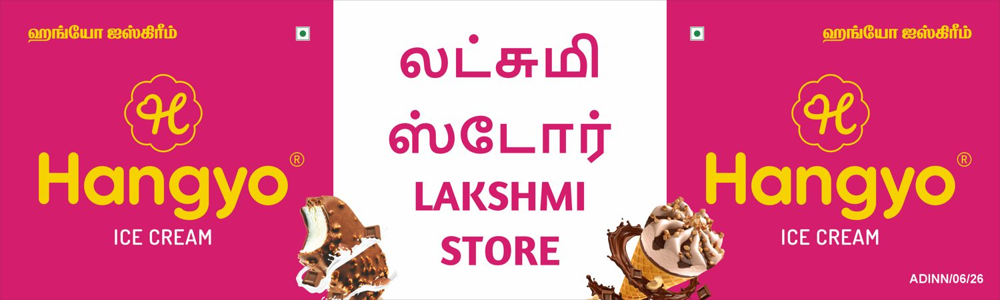 ஹங்யோ ஐஸ்கிரீம்
H
Hangyo®
ICE CREAM
லட்சுமி
ஸ்டோர்
LAKSHMI
STORE
ஹங்யோ ஐஸ்கிரீம்
H
Hangyo®
ICE CREAM
ADINN/06/26